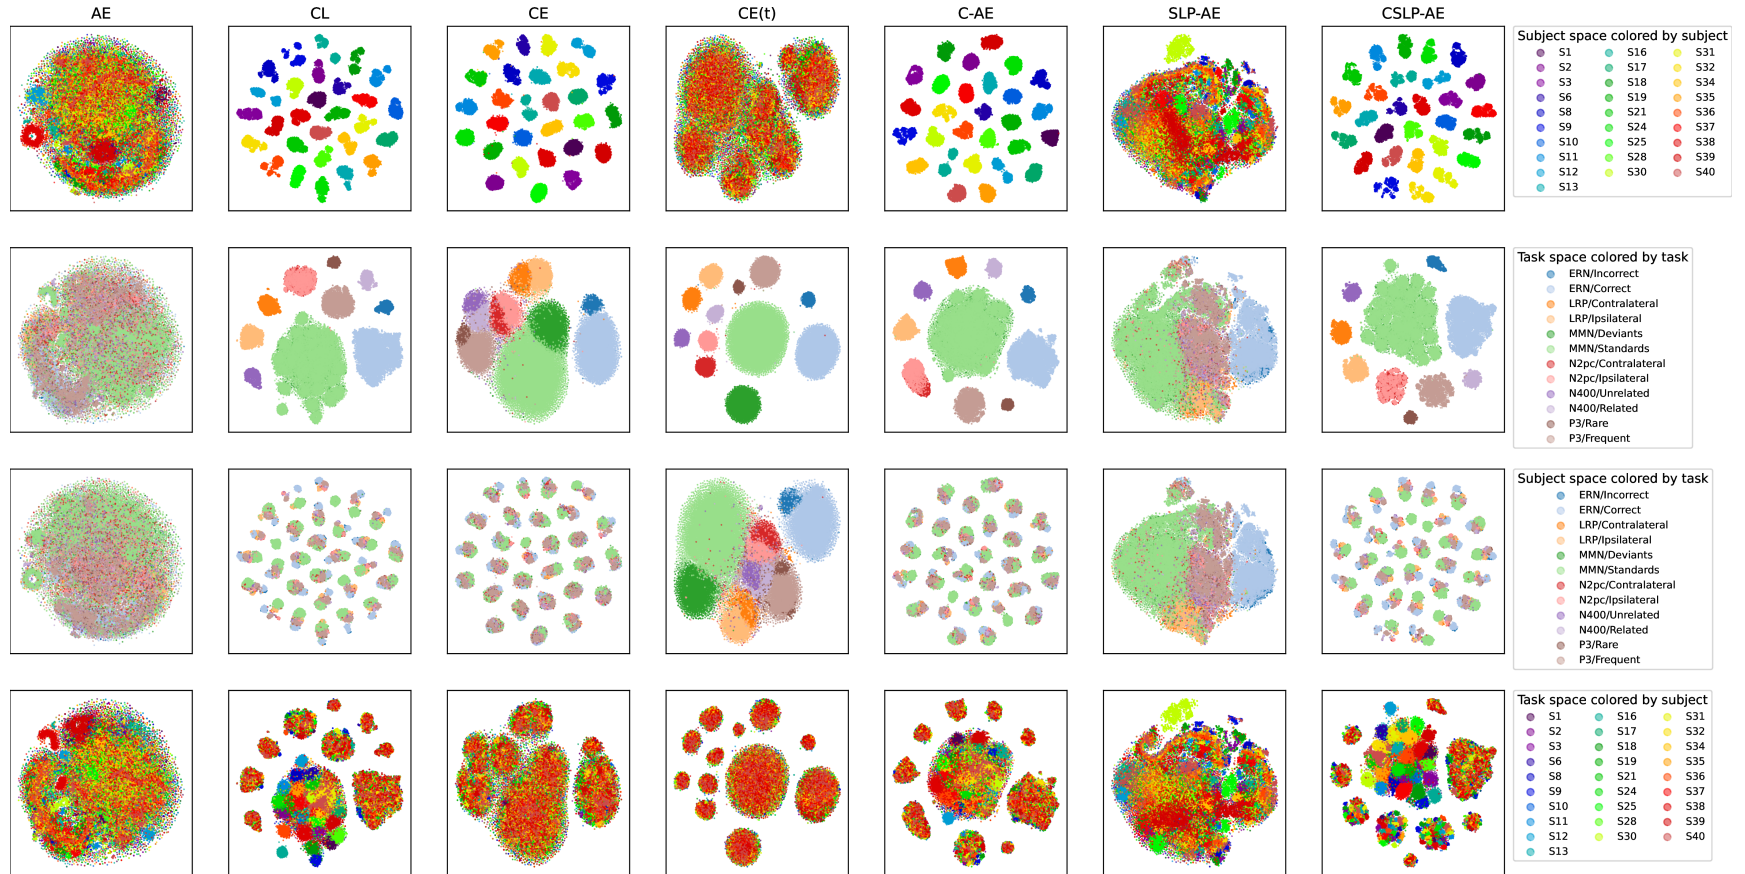 AE CL CE CE(t) C-AE SLP-AE CSLP-AE
Subject space colored by subject
S1 S16 S31
S2 S17 S32
S3 S18 S34
S6 S19 S35
S8 S21 S36
S9 S24 S37
S10 S25 S38
S11 S28 S39
S12 S30 S40
S13
Task space colored by task
ERN/Incorrect
ERN/Correct
LRP/Contralateral
LRP/Ipsilateral
MMN/Deviants
MMN/Standards
N2pc/Contralateral
N2pc/Ipsilateral
N400/Unrelated
N400/Related
P3/Rare
P3/Frequent
Subject space colored by task
ERN/Incorrect
ERN/Correct
LRP/Contralateral
LRP/Ipsilateral
MMN/Deviants
MMN/Standards
N2pc/Contralateral
N2pc/Ipsilateral
N400/Unrelated
N400/Related
P3/Rare
P3/Frequent
Task space colored by subject
S1 S16 S31
S2 S17 S32
S3 S18 S34
S6 S19 S35
S8 S21 S36
S9 S24 S37
S10 S25 S38
S11 S28 S39
S12 S30 S40
S13